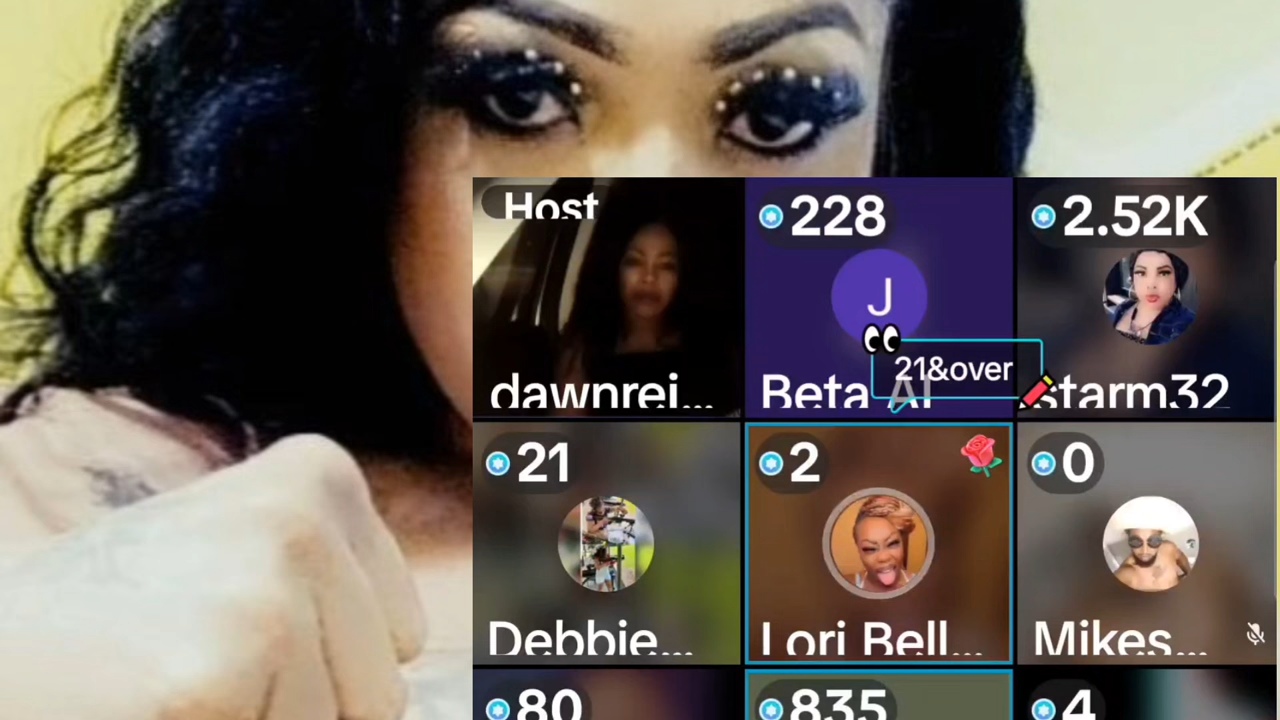 Host
228
2.52K
J
21&over
dawnrei...
Beta AI
starm32
21
2
0
Debbie...
Lori Bell...
Mikes...
80
835
4